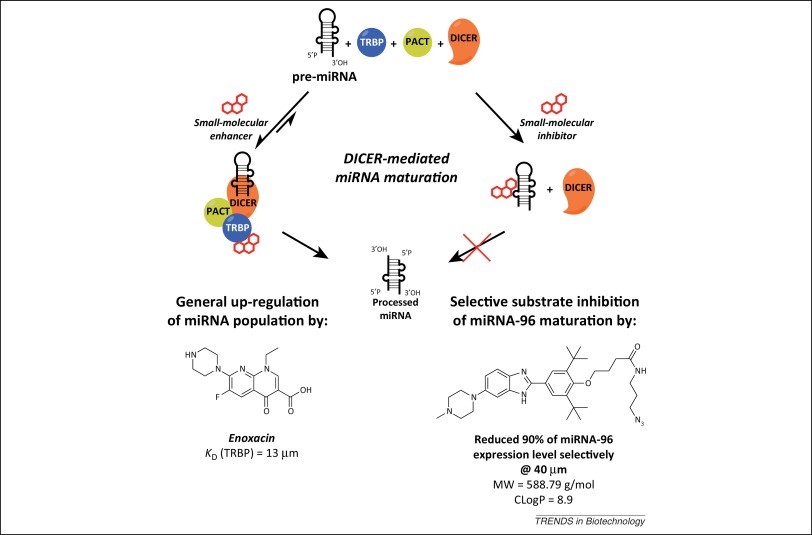 + TRBP + PACT + DICER
5'P
3'OH
pre-miRNA
Small-molecular
enhancer
Small-molecular
inhibitor
DICER-mediated
miRNA maturation
DICER
PACT
TRBP
+ DICER
3'OH 5'P
5'P 3'OH
Processed
miRNA
General up-regulation
of miRNA population by:
Selective substrate inhibition
of miRNA-96 maturation by:
HN
N
N
N
F
O
O
OH
Enoxacin
KD (TRBP) = 13 μm
N
N
N
N
H
O
O
NH
N3
Reduced 90% of miRNA-96
expression level selectively
@ 40 μm
MW = 588.79 g/mol
CLogP = 8.9
TRENDS in Biotechnology